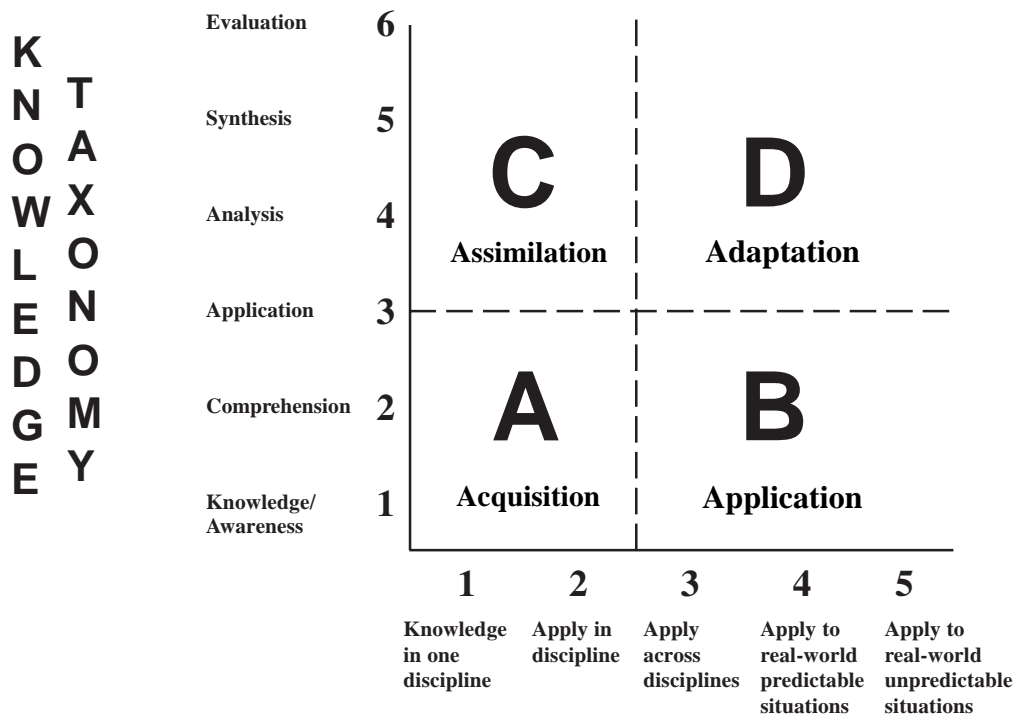 KNOWLEDGE
TAXONOMY
Evaluation 6
Synthesis 5
Analysis 4
Application 3
Comprehension 2
Knowledge/
Awareness
1
C
Assimilation
D
Adaptation
A
Acquisition
B
Application
1 2 3 4 5
Knowledge
in one
discipline
Apply in
discipline
Apply
across
disciplines
Apply to
real-world
predictable
situations
Apply to
real-world
unpredictable
situations